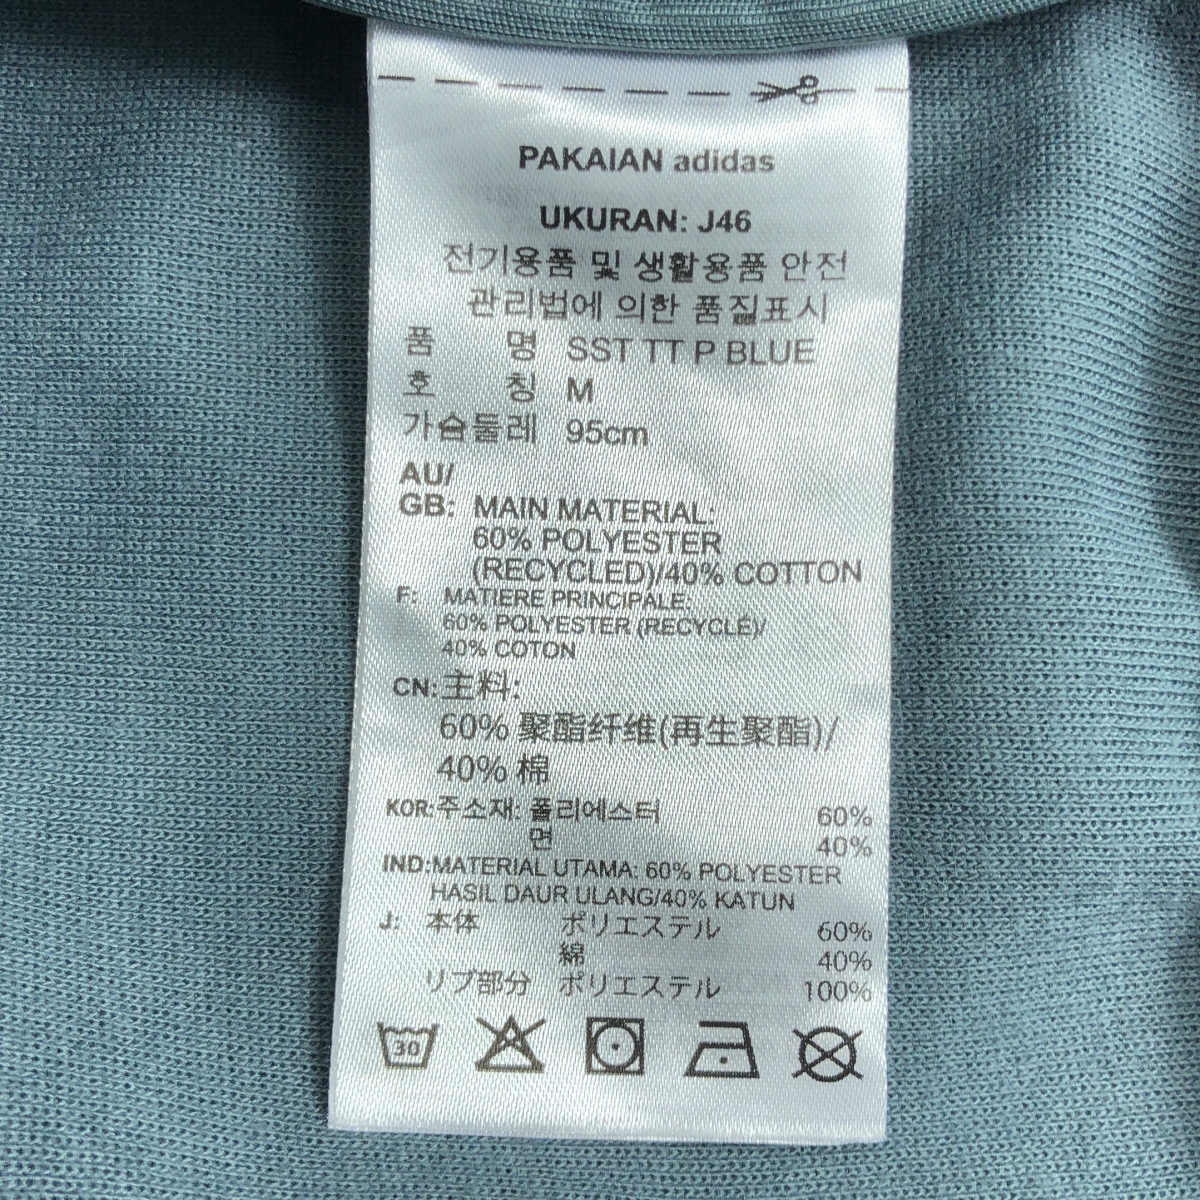 PAKAIAN adidas
UKURAN: J46
전기용품 및 생활용품 안전
관리법에 의한 품질표시
품 명 SST TT P BLUE
호 칭 M
가슴둘레 95cm
AU/
GB: MAIN MATERIAL:
60% POLYESTER
(RECYCLED)/40% COTTON
F: MATIERE PRINCIPALE:
60% POLYESTER (RECYCLÉ)/
40% COTON
CN:主料:
60% 聚酯纤维(再生聚酯)/
40% 棉
KOR:주소재: 폴리에스터 60%
면 40%
IND:MATERIAL UTAMA: 60% POLYESTER
HASIL DAUR ULANG/40% KATUN
J: 本体 ポリエステル 60%
綿 40%
リブ部分 ポリエステル 100%
30